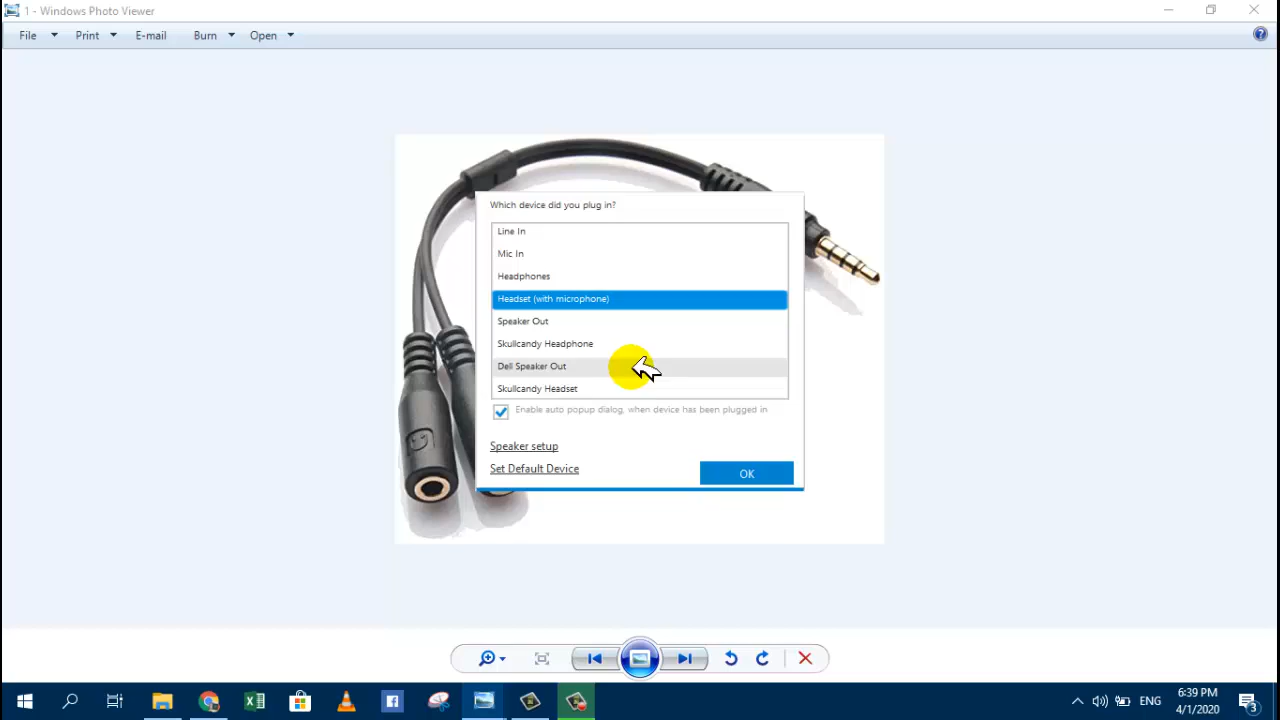 1 - Windows Photo Viewer
File Print E-mail Burn Open
Which device did you plug in?
Line In
Mic In
Headphones
Headset (with microphone)
Speaker Out
Skullcandy Headphone
Dell Speaker Out
Skullcandy Headset
Enable auto popup dialog, when device has been plugged in
Speaker setup
Set Default Device
OK
ENG
6:39 PM
4/1/2020
3